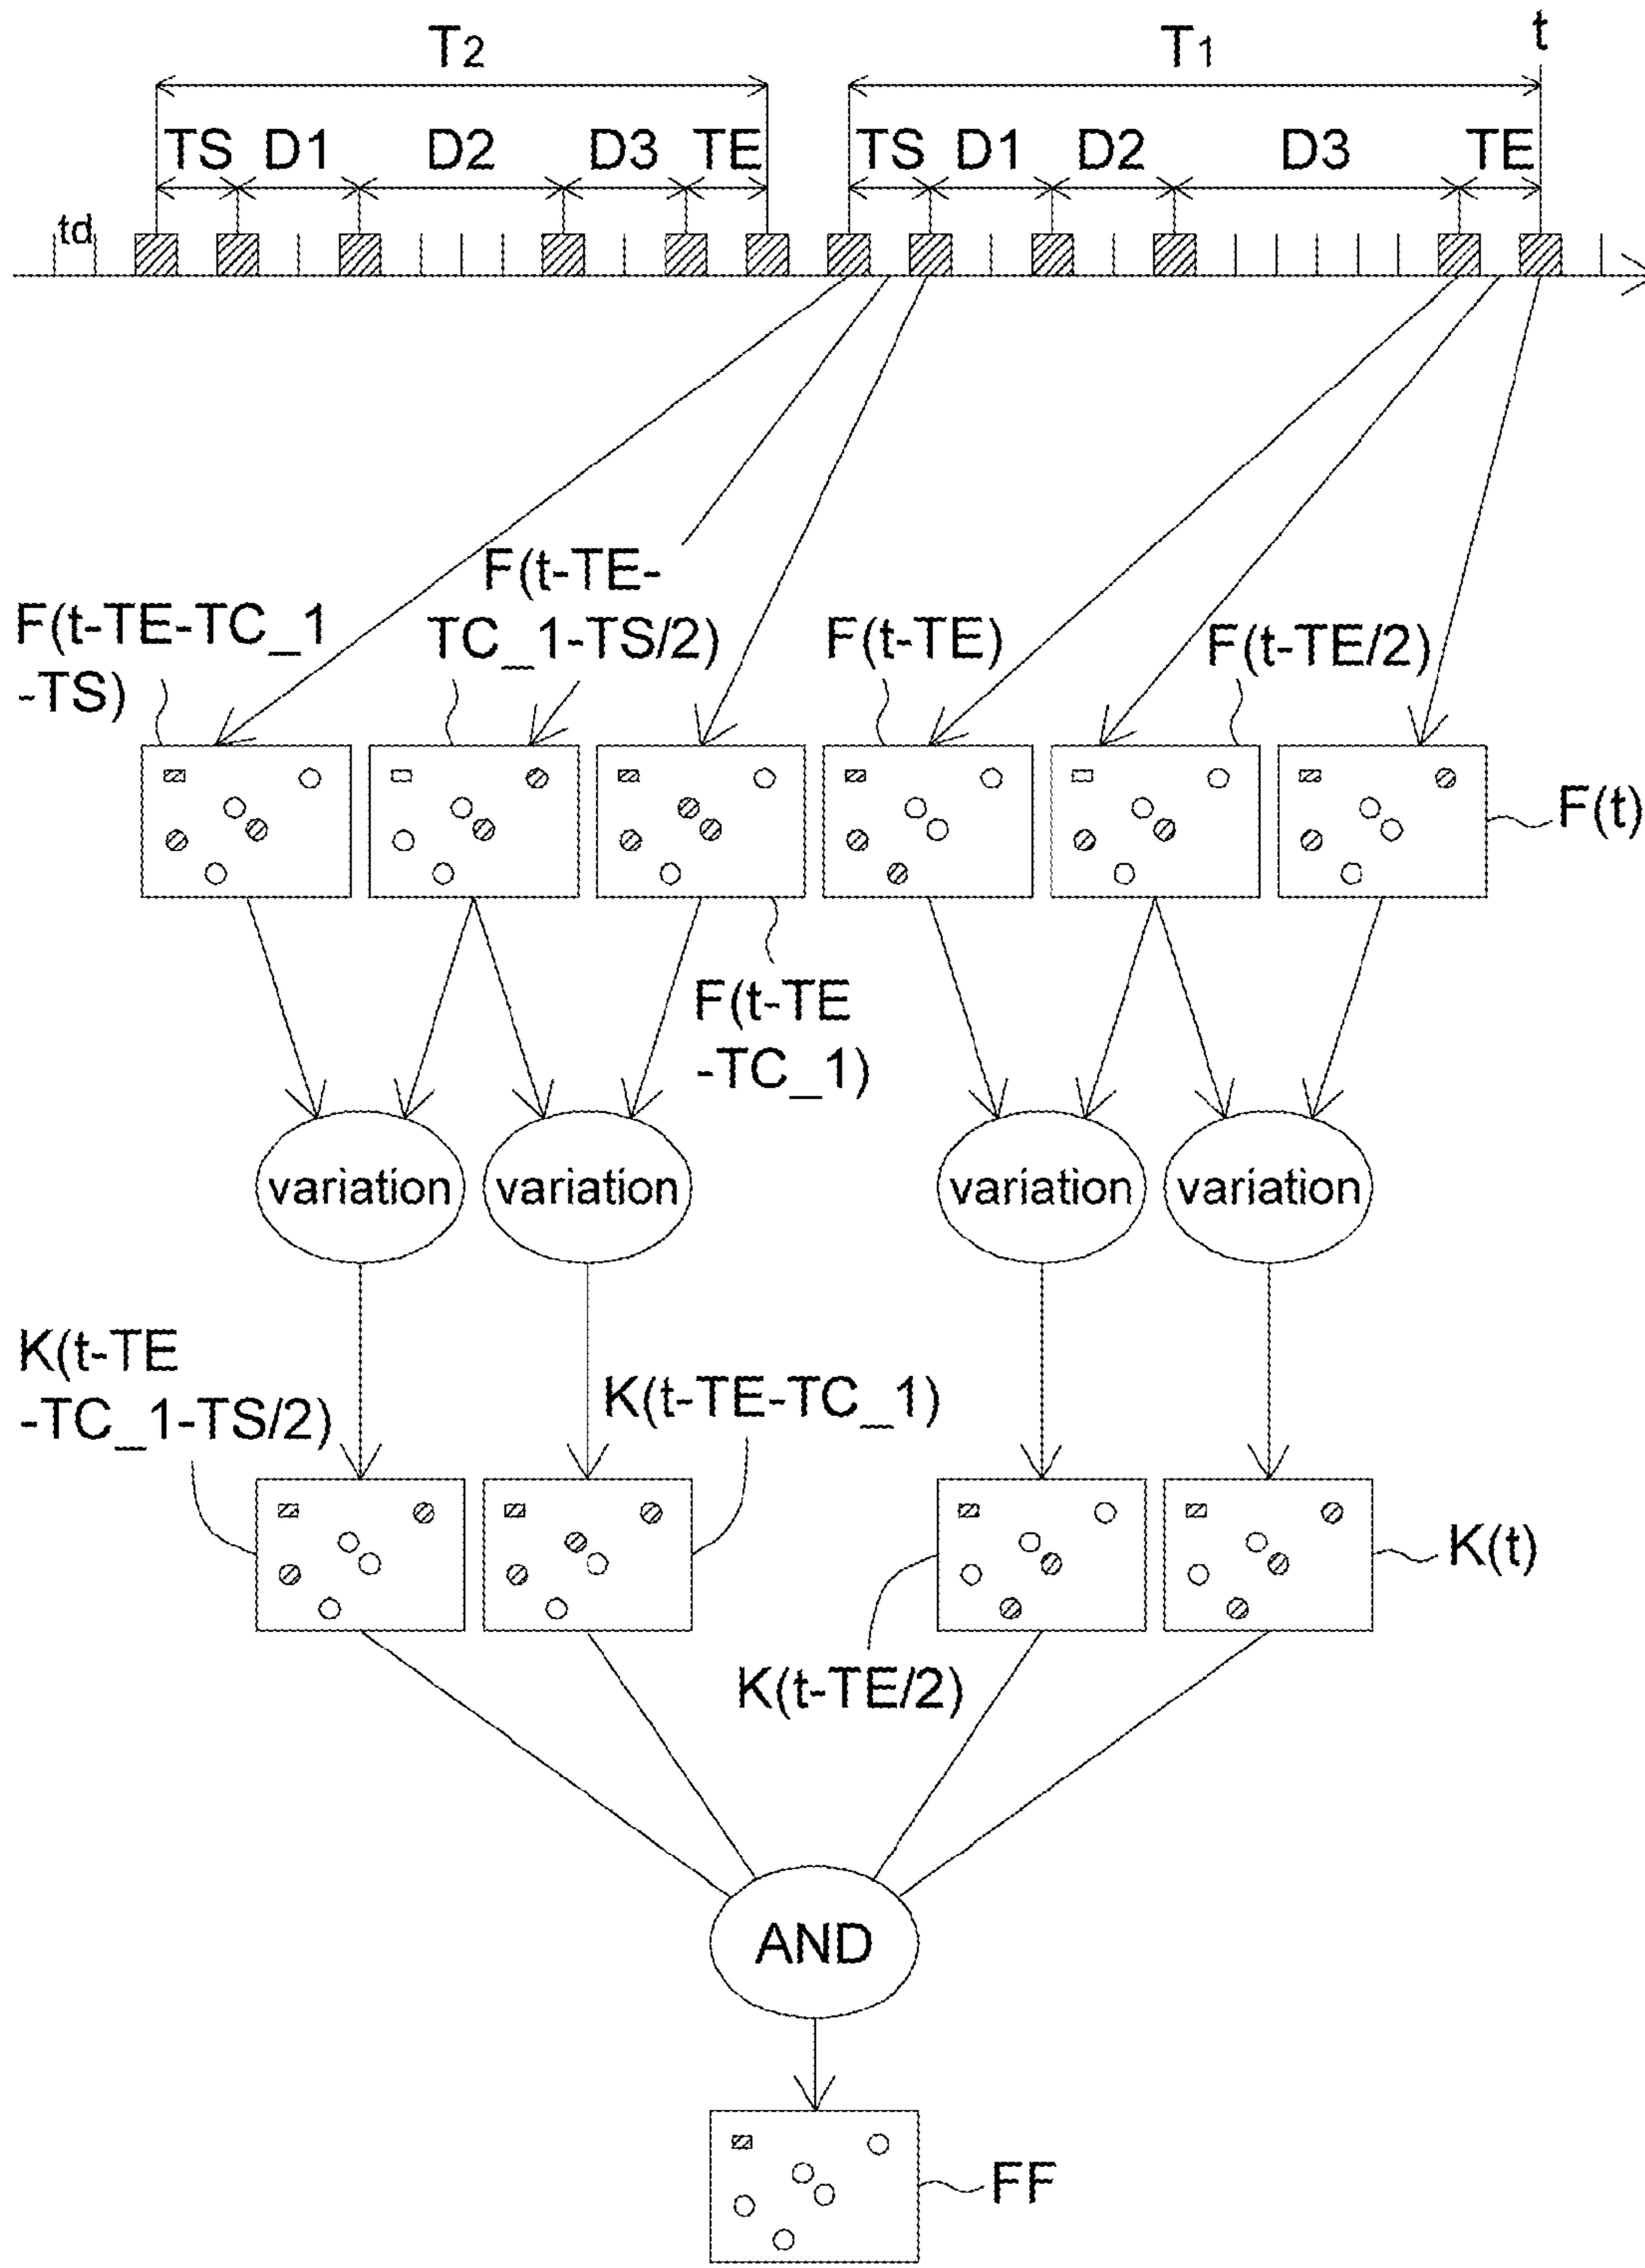 T2
T1
t
TS
D1
D2
D3
TE
TS
D1
D2
D3
TE
td
F(t-TE-TC_1
-TS)
F(t-TE-
TC_1-TS/2)
F(t-TE)
F(t-TE/2)
F(t)
F(t-TE
-TC_1)
variation
variation
variation
variation
K(t-TE
-TC_1-TS/2)
K(t-TE-TC_1)
K(t-TE/2)
K(t)
AND
FF